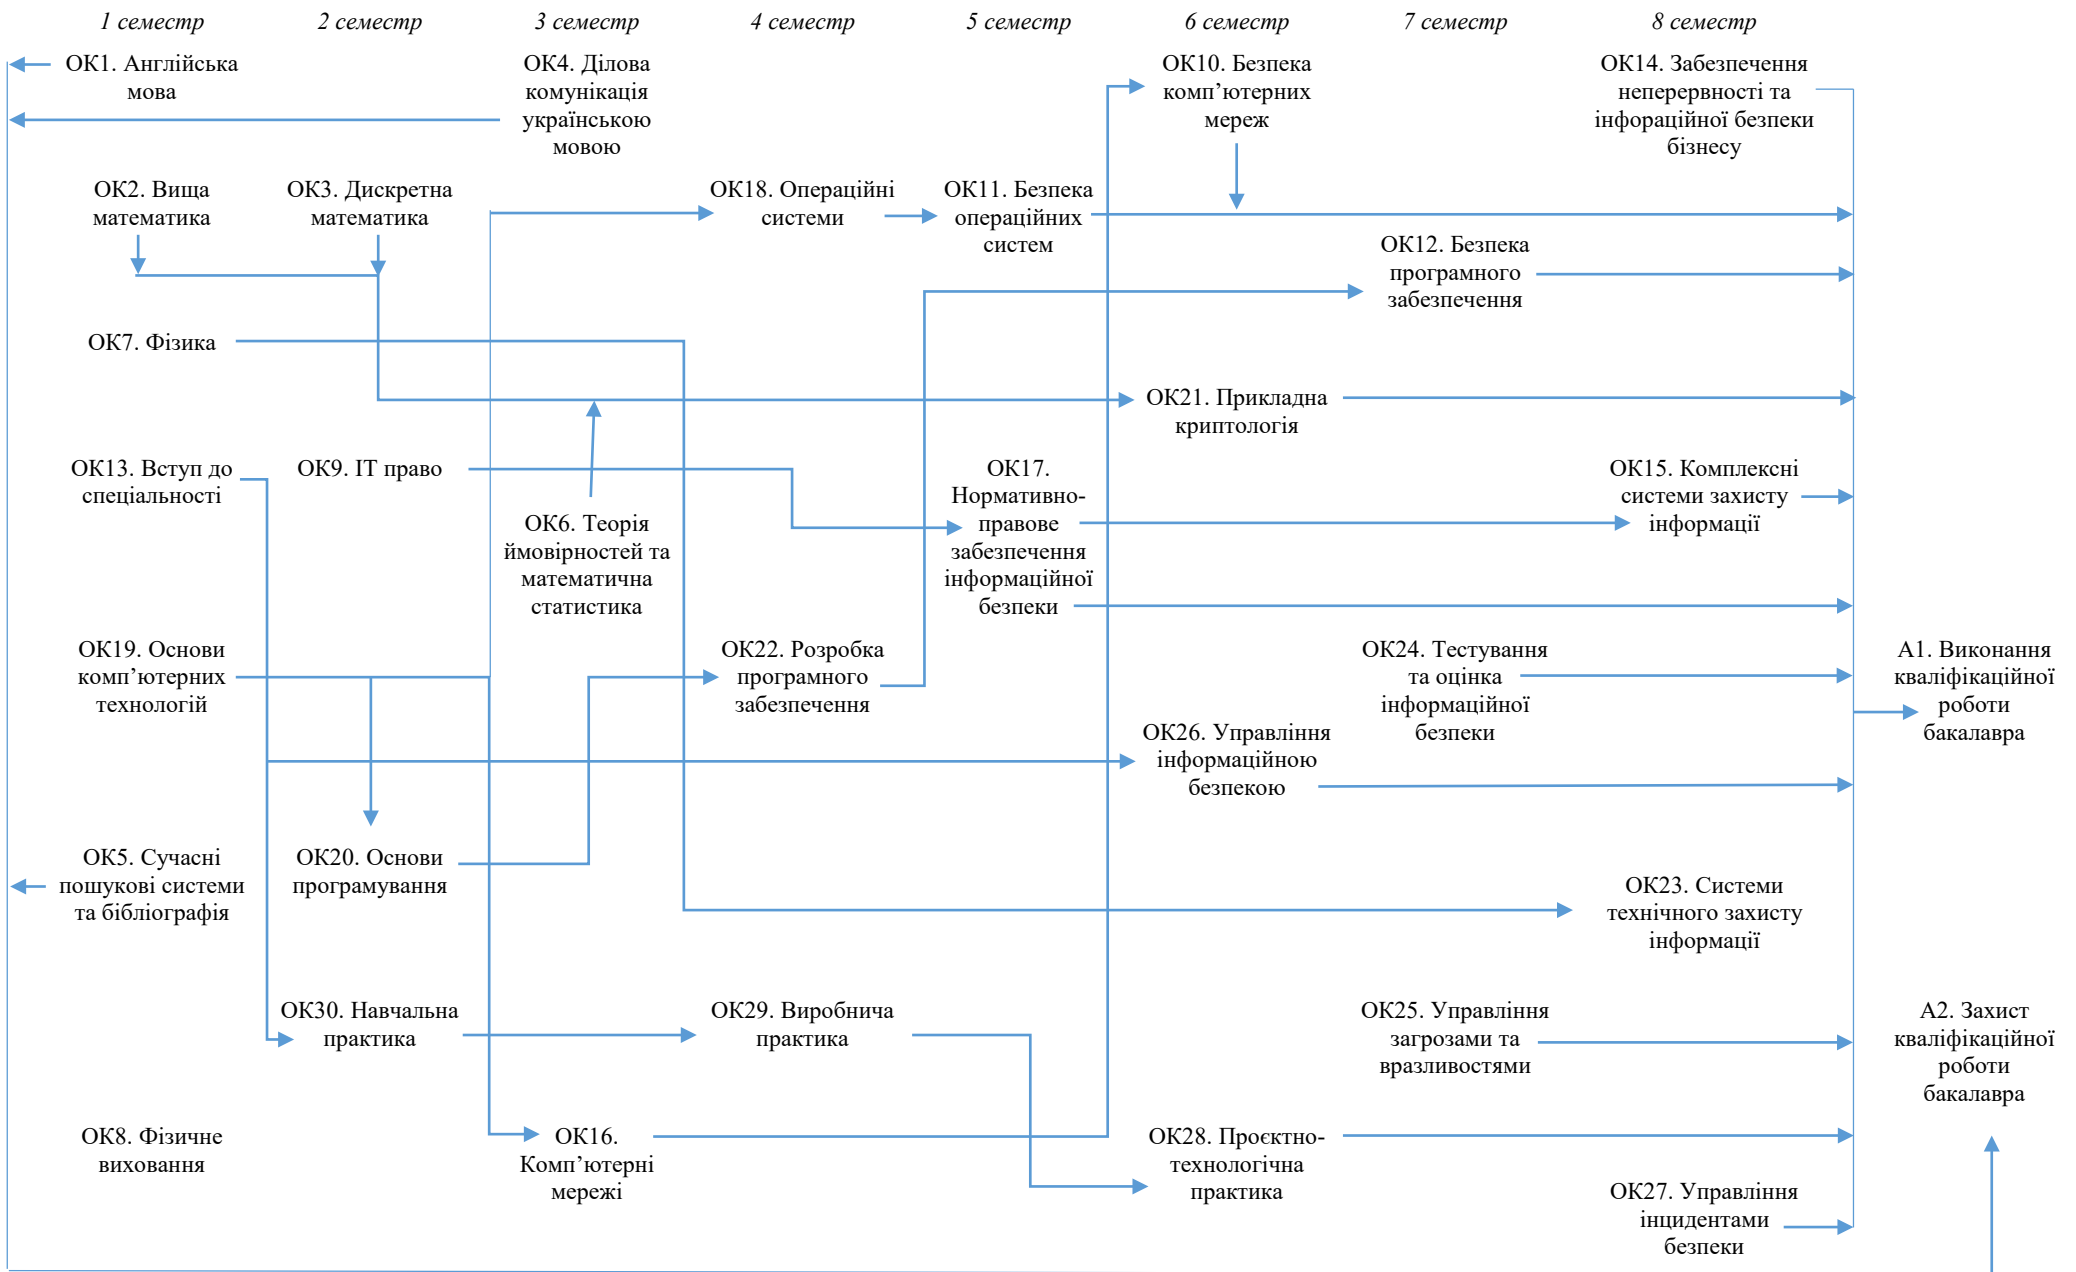 1 семестр
2 семестр
3 семестр
4 семестр
5 семестр
6 семестр
7 семестр
8 семестр
ОК1. Англійська
мова
ОК4. Ділова
комунікація
українською
мовою
ОК10. Безпека
комп’ютерних
мереж
ОК14. Забезпечення
неперервності та
інфораційної безпеки
бізнесу
ОК2. Вища
математика
ОК3. Дискретна
математика
ОК18. Операційні
системи
ОК11. Безпека
операційних
систем
ОК12. Безпека
програмного
забезпечення
ОК7. Фізика
ОК21. Прикладна
криптологія
ОК13. Вступ до
спеціальності
ОК9. ІТ право
ОК6. Теорія
ймовірностей та
математична
статистика
ОК17.
Нормативно-
правове
забезпечення
інформаційної
безпеки
ОК15. Комплексні
системи захисту
інформації
ОК19. Основи
комп’ютерних
технологій
ОК22. Розробка
програмного
забезпечення
ОК24. Тестування
та оцінка
інформаційної
безпеки
А1. Виконання
кваліфікаційної
роботи
бакалавра
ОК26. Управління
інформаційною
безпекою
ОК5. Сучасні
пошукові системи
та бібліографія
ОК20. Основи
програмування
ОК23. Системи
технічного захисту
інформації
ОК30. Навчальна
практика
ОК29. Виробнича
практика
ОК25. Управління
загрозами та
вразливостями
А2. Захист
кваліфікаційної
роботи
бакалавра
ОК8. Фізичне
виховання
ОК16.
Комп’ютерні
мережі
ОК28. Проєктно-
технологічна
практика
ОК27. Управління
інцидентами
безпеки